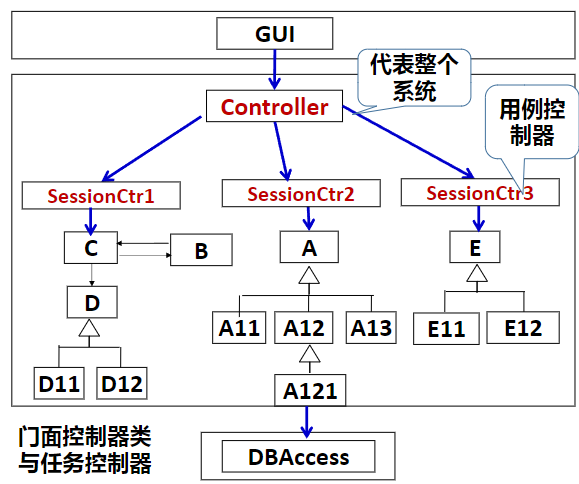 GUI
代表整个
系统
Controller
用例控
制器
SessionCtr1
SessionCtr2
SessionCtr3
C
B
A
E
D
A11
A12
A13
E11
E12
D11
D12
A121
门面控制器类
与任务控制器
DBAccess